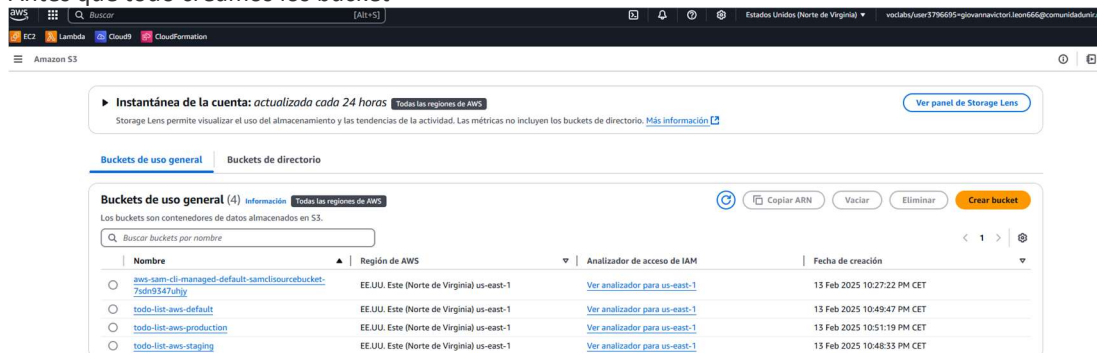 Antes que todo creamos los bucket
aws Buscar [Alt+S] Estados Unidos (Norte de Virginia) ▼ voclabs/user3796695=giovannavictori.leon666@comunidadunir.
EC2 Lambda Cloud9 CloudFormation
Amazon S3
Instantánea de la cuenta: actualizada cada 24 horas Todas las regiones de AWS Ver panel de Storage Lens
Storage Lens permite visualizar el uso del almacenamiento y las tendencias de la actividad. Las métricas no incluyen los buckets de directorio. Más información
Buckets de uso general Buckets de directorio
Buckets de uso general (4) Información Todas las regiones de AWS Copiar ARN Vaciar Eliminar Crear bucket
Los buckets son contenedores de datos almacenados en S3.
Buscar buckets por nombre < 1 >
Nombre Región de AWS Analizador de acceso de IAM Fecha de creación
aws-sam-cli-managed-default-samclisourcebucket-
7sdn9347uhjy EE.UU. Este (Norte de Virginia) us-east-1 Ver analizador para us-east-1 13 Feb 2025 10:27:22 PM CET
todo-list-aws-default EE.UU. Este (Norte de Virginia) us-east-1 Ver analizador para us-east-1 13 Feb 2025 10:49:47 PM CET
todo-list-aws-production EE.UU. Este (Norte de Virginia) us-east-1 Ver analizador para us-east-1 13 Feb 2025 10:51:19 PM CET
todo-list-aws-staging EE.UU. Este (Norte de Virginia) us-east-1 Ver analizador para us-east-1 13 Feb 2025 10:48:33 PM CET